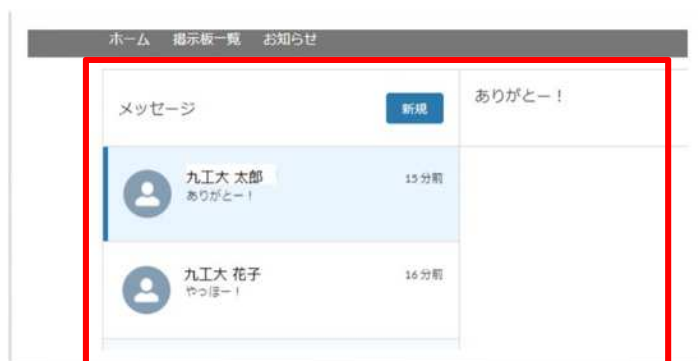 ホーム 掲示板一覧 お知らせ
メッセージ
新規
ありがとー！
九工大 太郎
15分前
ありがとー！
九工大 花子
16分前
やっほー！